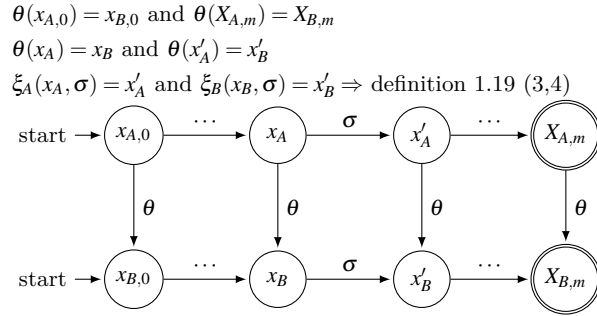 θ(x_{A,0}) = x_{B,0} and θ(X_{A,m}) = X_{B,m}
θ(x_A) = x_B and θ(x'_A) = x'_B
ξ_A(x_A, σ) = x'_A and ξ_B(x_B, σ) = x'_B ⇒ definition 1.19 (3,4)
start x_{A,0} ··· x_A σ x'_A ··· X_{A,m}
θ θ θ θ
start x_{B,0} ··· x_B σ x'_B ··· X_{B,m}